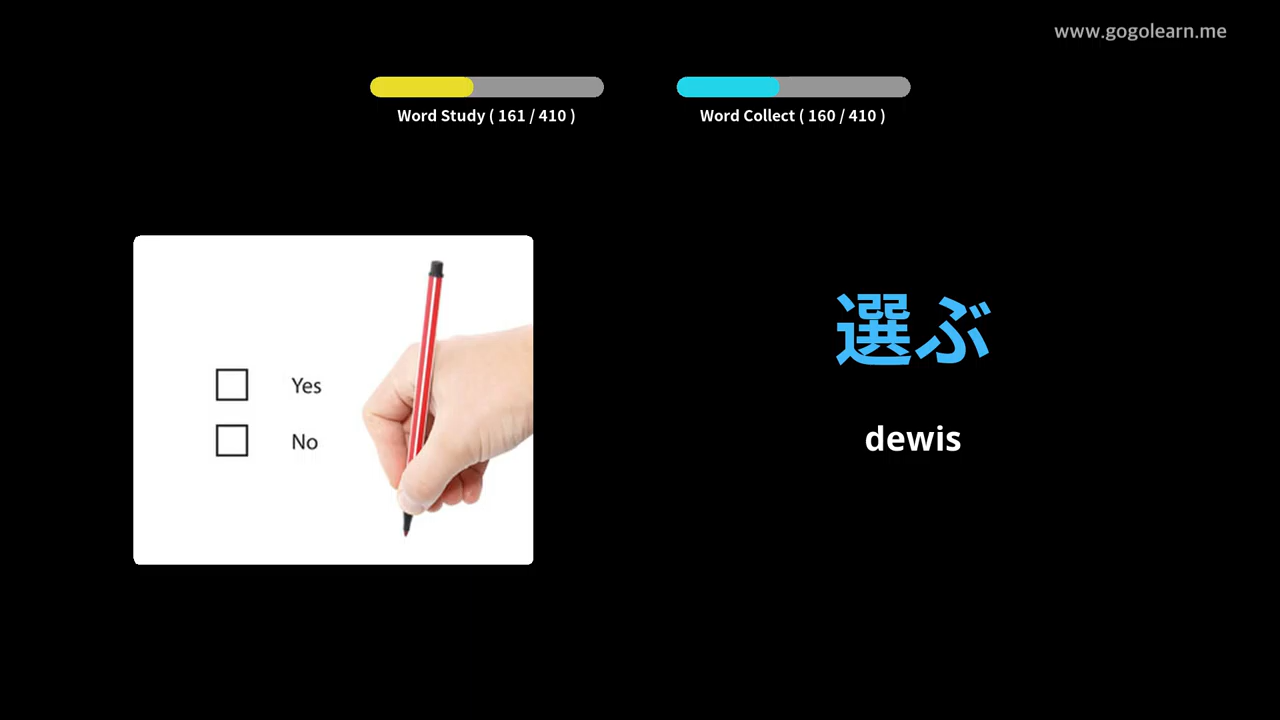 www.gogolearn.me
Word Study ( 161 / 410 )
Word Collect ( 160 / 410 )
Yes
No
選ぶ
dewis